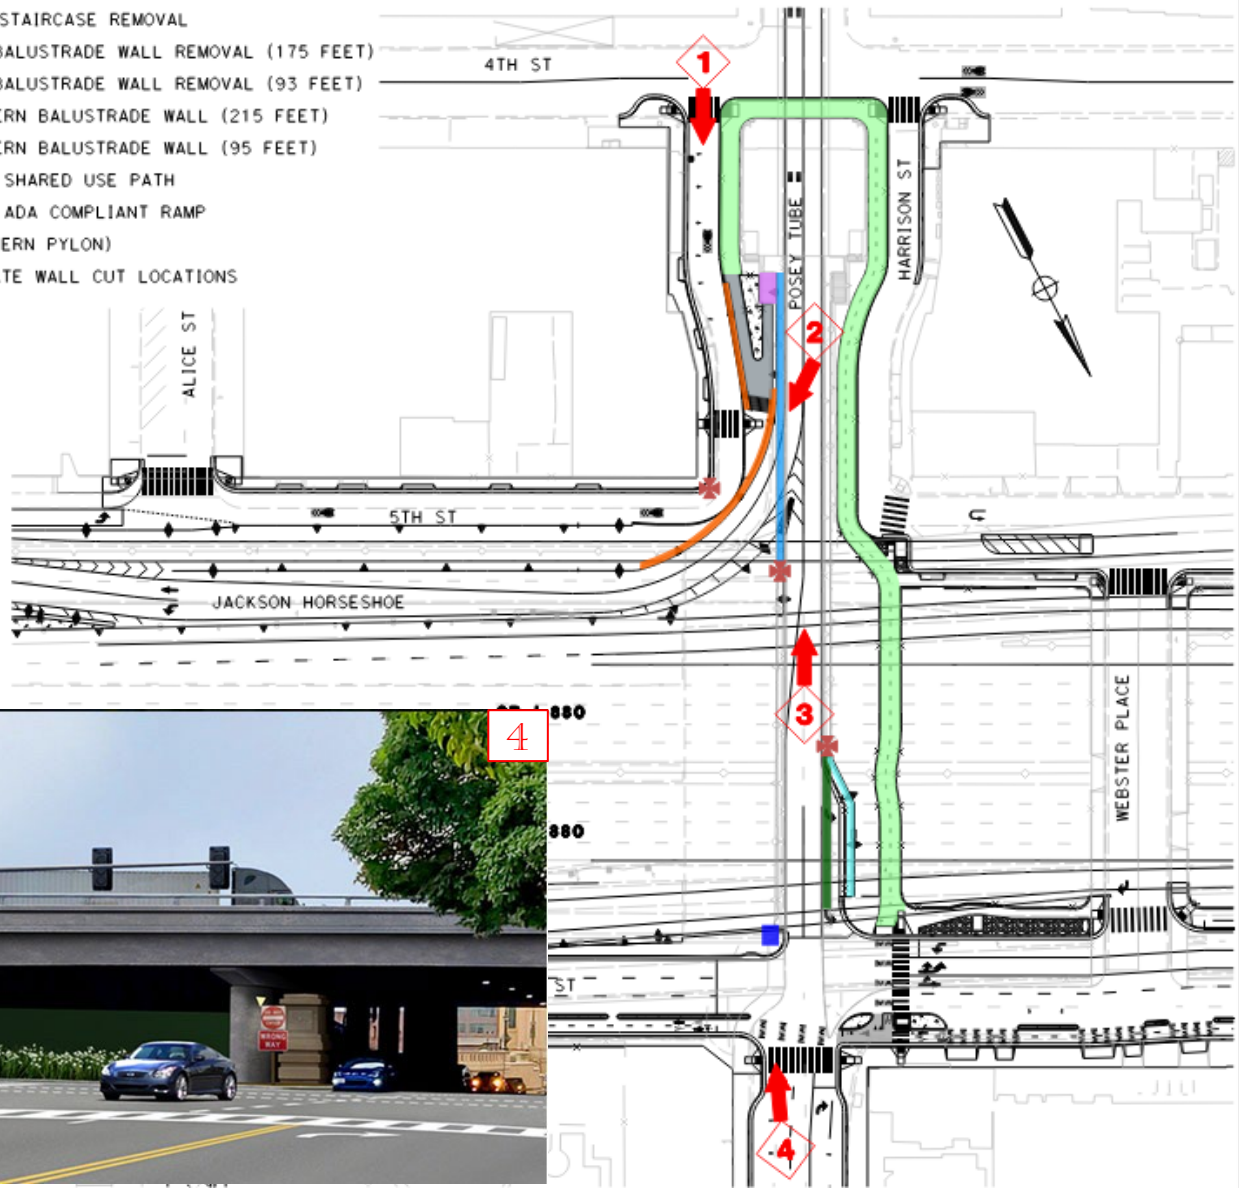 STAIRCASE REMOVAL
BALUSTRADE WALL REMOVAL (175 FEET)
BALUSTRADE WALL REMOVAL (93 FEET)
ERN BALUSTRADE WALL (215 FEET)
ERN BALUSTRADE WALL (95 FEET)
SHARED USE PATH
ADA COMPLIANT RAMP
ERN PYLON)
TE WALL CUT LOCATIONS
4TH ST
1
HARRISON ST
POSEY TUBE
2
ALICE ST
5TH ST
JACKSON HORSESHOE
880
3
WEBSTER PLACE
4
880
ST
WRONG
WAY
4